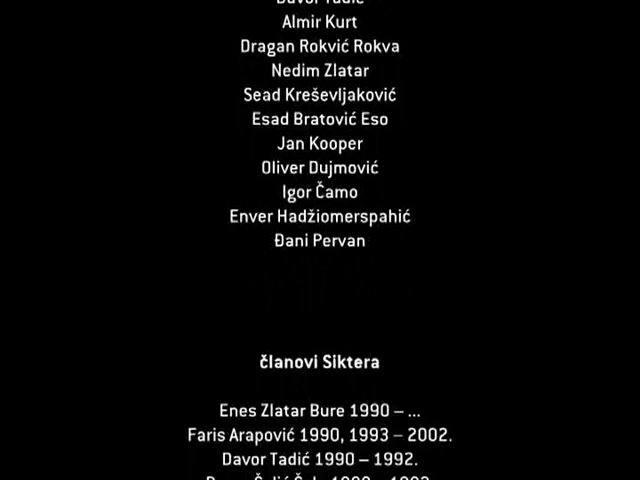 Davor Tadić
Almir Kurt
Dragan Rokvić Rokva
Nedim Zlatar
Sead Kreševljaković
Esad Bratović Eso
Jan Kooper
Oliver Dujmović
Igor Čamo
Enver Hadžiomerspahić
Đani Pervan
članovi Siktera
Enes Zlatar Bure 1990 – ...
Faris Arapović 1990, 1993 – 2002.
Davor Tadić 1990 – 1992.